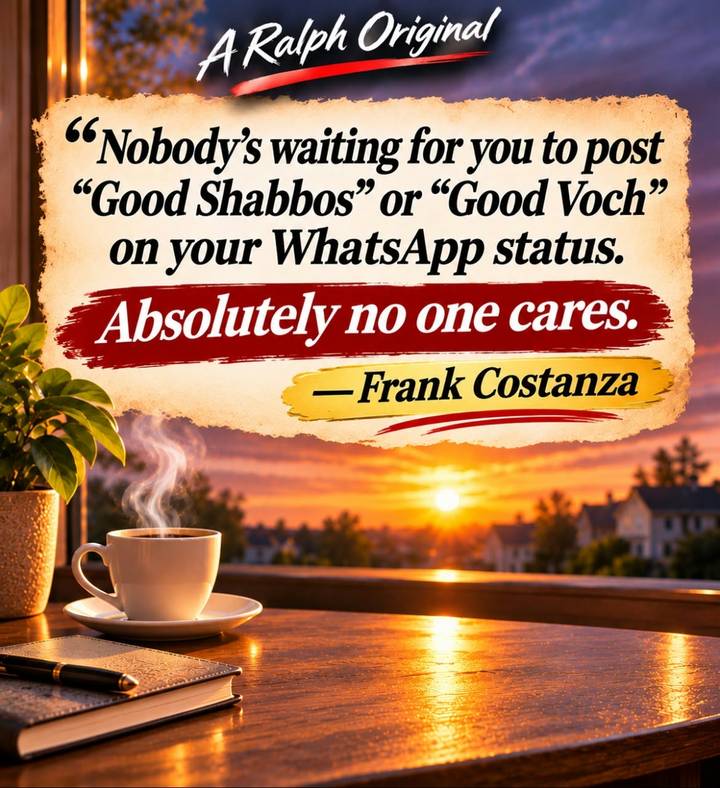 A Ralph Original
“Nobody’s waiting for you to post
“Good Shabbos” or “Good Voch”
on your WhatsApp status.
Absolutely no one cares.
— Frank Costanza